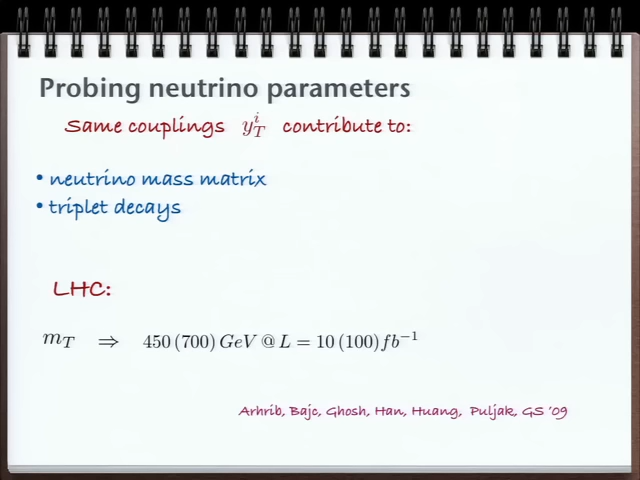 Probing neutrino parameters
Same couplings $y_T^i$ contribute to:
• neutrino mass matrix
• triplet decays
LHC:
$m_T \Rightarrow 450\,(700)\,GeV\,@\,L = 10\,(100)fb^{-1}$
Arhrib, Bajc, Ghosh, Han, Huang, Puljak, GS '09